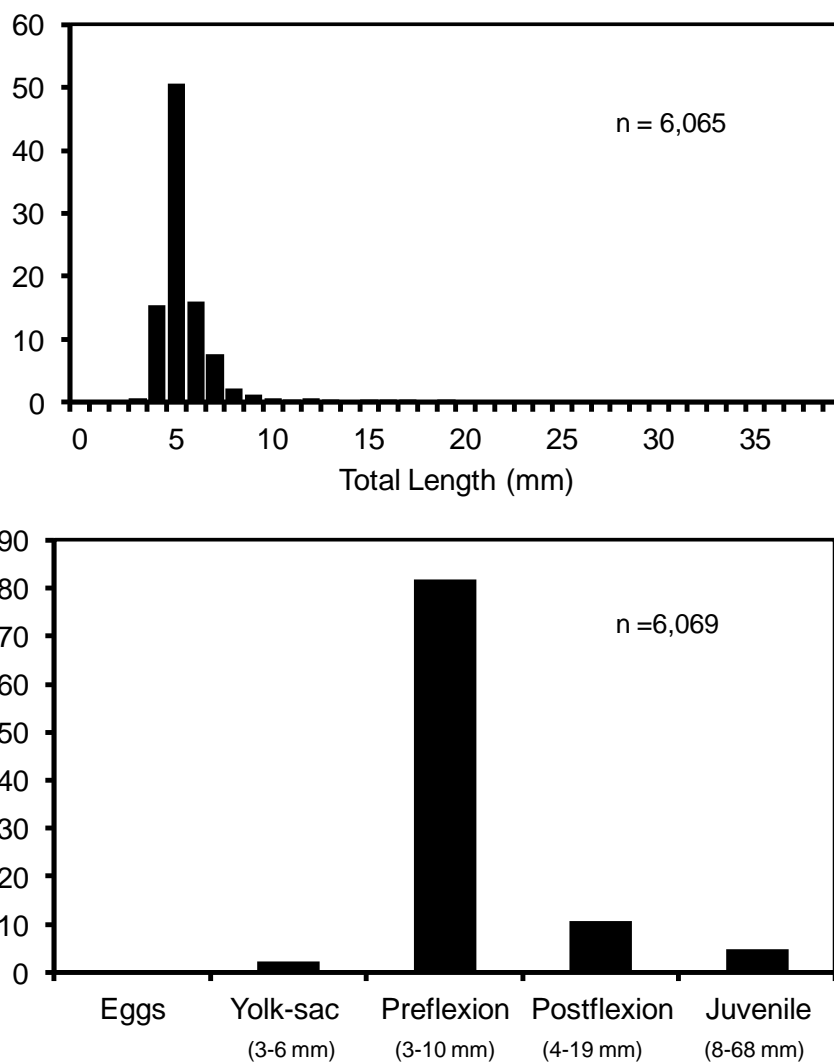 60
50
n = 6,065
40
30
20
10
0
0 5 10 15 20 25 30 35
Total Length (mm)
90
80
n =6,069
70
60
50
40
30
20
10
0
Eggs Yolk-sac Preflexion Postflexion Juvenile
(3-6 mm) (3-10 mm) (4-19 mm) (8-68 mm)